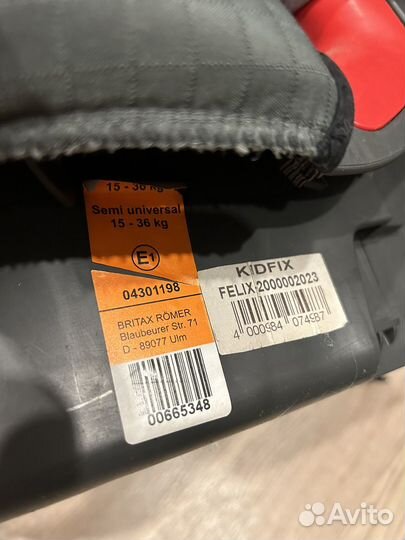 15 - 36 kg
Semi universal
15 - 36 kg
E1
04301198
BRITAX RÖMER
Blaubeurer Str. 71
D - 89077 Ulm
00665348
KIDFIX
FELIX 2000002023
4 000984 074987
Avito